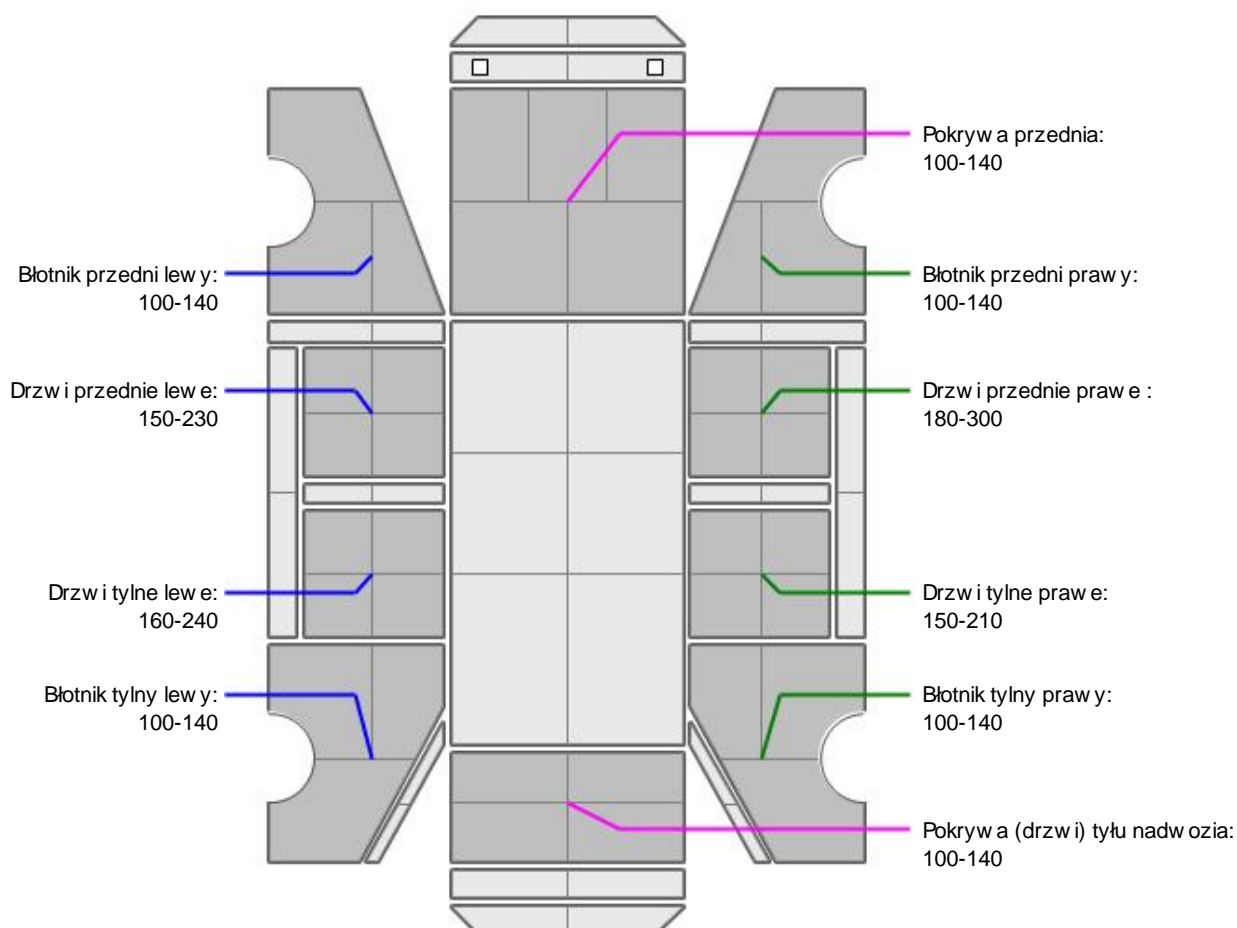 Pokrywa przednia:
100-140
Błotnik przedni lewy:
100-140
Błotnik przedni prawy:
100-140
Drzwi przednie lewe:
150-230
Drzwi przednie prawe :
180-300
Drzwi tylne lewe:
160-240
Drzwi tylne prawe:
150-210
Błotnik tylny lewy:
100-140
Błotnik tylny prawy:
100-140
Pokrywa (drzwi) tyłu nadwozia:
100-140